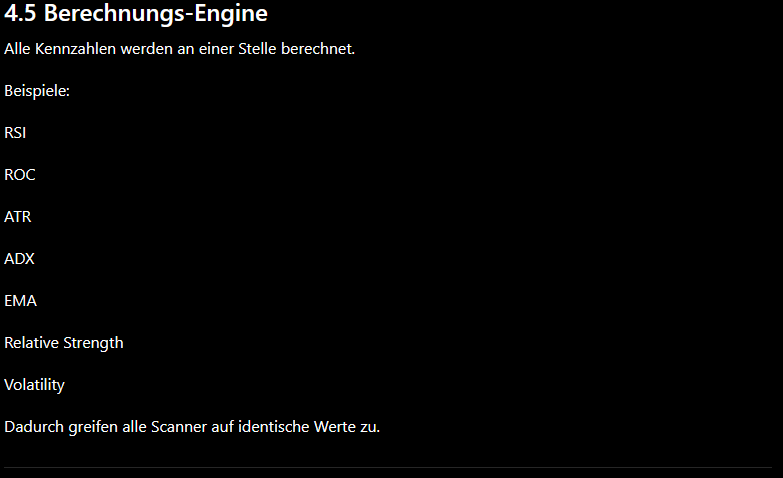 4.5 Berechnungs-Engine
Alle Kennzahlen werden an einer Stelle berechnet.
Beispiele:
RSI
ROC
ATR
ADX
EMA
Relative Strength
Volatility
Dadurch greifen alle Scanner auf identische Werte zu.